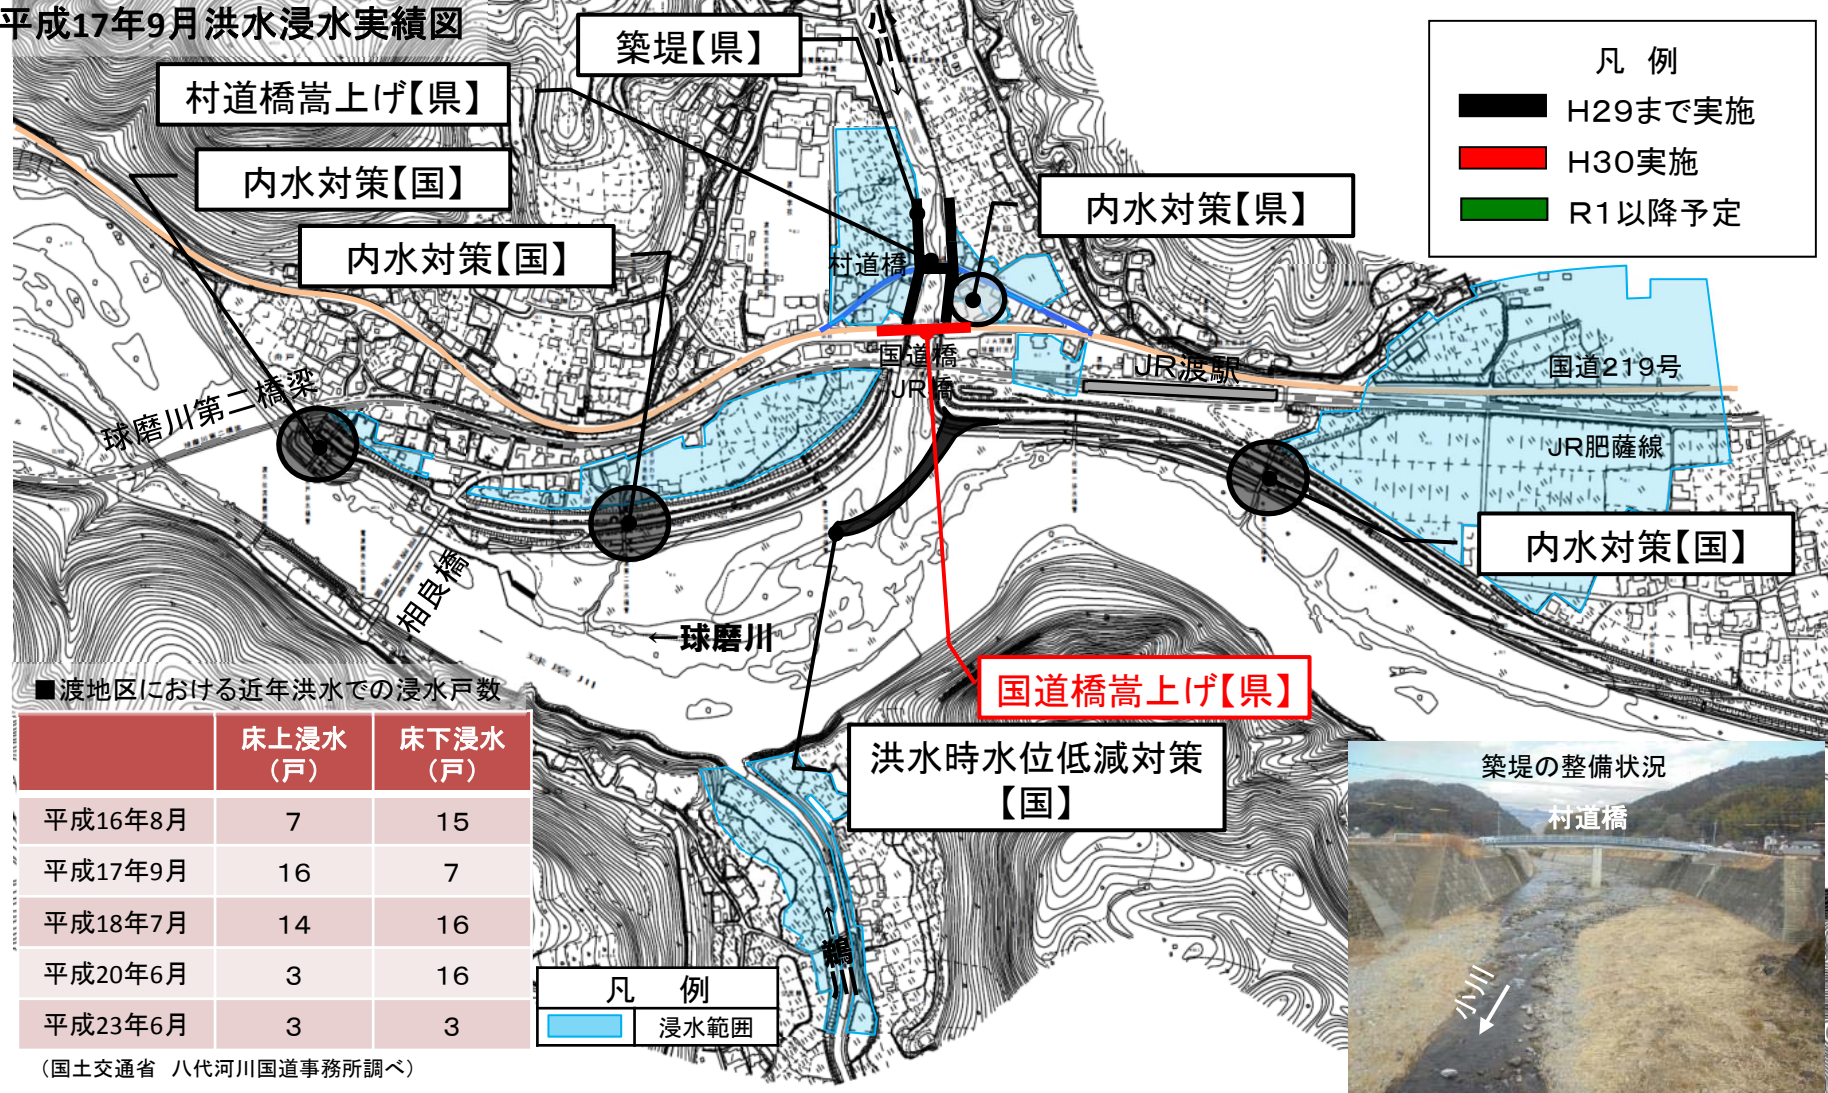 平成17年9月洪水浸水実績図
築堤【県】
小川→
村道橋嵩上げ【県】
内水対策【国】
内水対策【国】
内水対策【県】
凡 例
H29まで実施
H30実施
R1以降予定
村道橋
国道橋
JR橋
JR渡駅
国道219号
JR肥薩線
球磨川第二橋梁
相良橋
←球磨川
球磨川
内水対策【国】
国道橋嵩上げ【県】
洪水時水位低減対策
【国】
鵜川
■渡地区における近年洪水での浸水戸数
床上浸水（戸） 床下浸水（戸）
平成16年8月 7 15
平成17年9月 16 7
平成18年7月 14 16
平成20年6月 3 16
平成23年6月 3 3
（国土交通省 八代河川国道事務所調べ）
凡 例
浸水範囲
築堤の整備状況
村道橋
小川